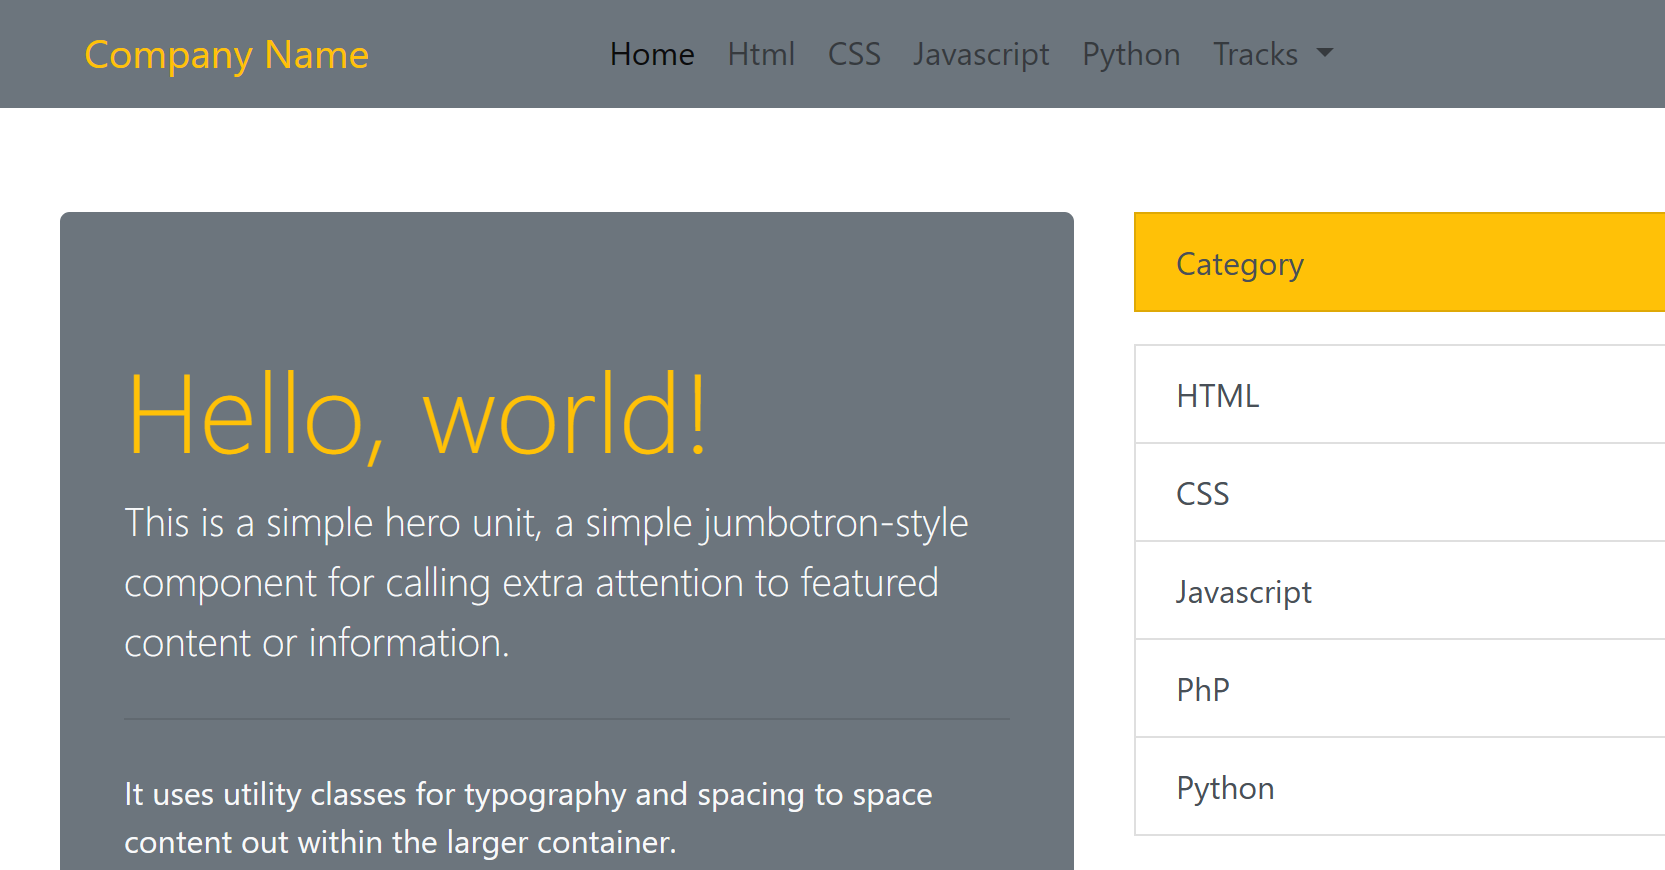 Company Name
Home Html CSS Javascript Python Tracks
Hello, world!
This is a simple hero unit, a simple jumbotron-style
component for calling extra attention to featured
content or information.
It uses utility classes for typography and spacing to space
content out within the larger container.
Category
HTML
CSS
Javascript
PhP
Python